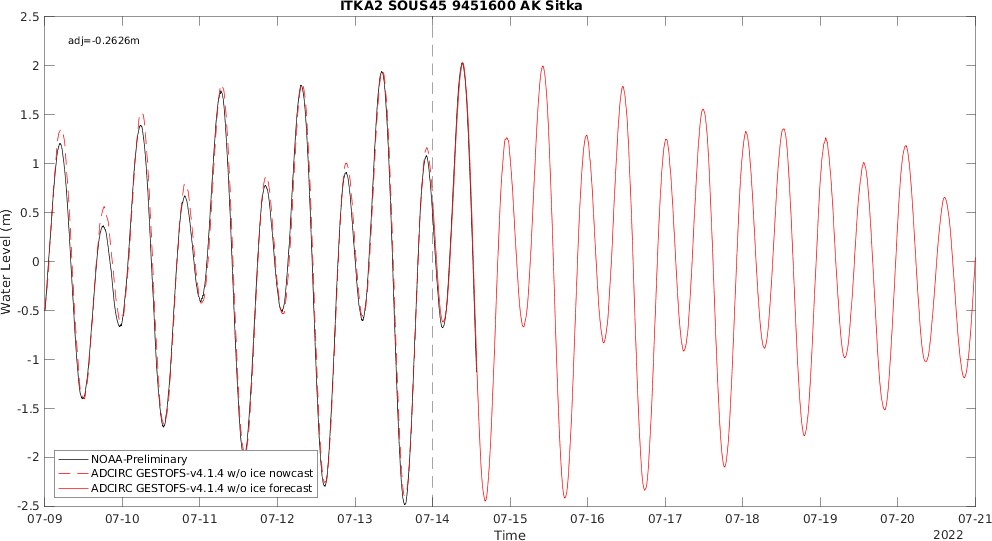 ITKA2 SOUS45 9451600 AK Sitka
adj=-0.2626m
2.5
2
1.5
1
0.5
0
-0.5
-1
-1.5
-2
-2.5
Water Level (m)
NOAA-Preliminary
ADCIRC GESTOFS-v4.1.4 w/o ice nowcast
ADCIRC GESTOFS-v4.1.4 w/o ice forecast
07-09 07-10 07-11 07-12 07-13 07-14 07-15 07-16 07-17 07-18 07-19 07-20 07-21
Time
2022